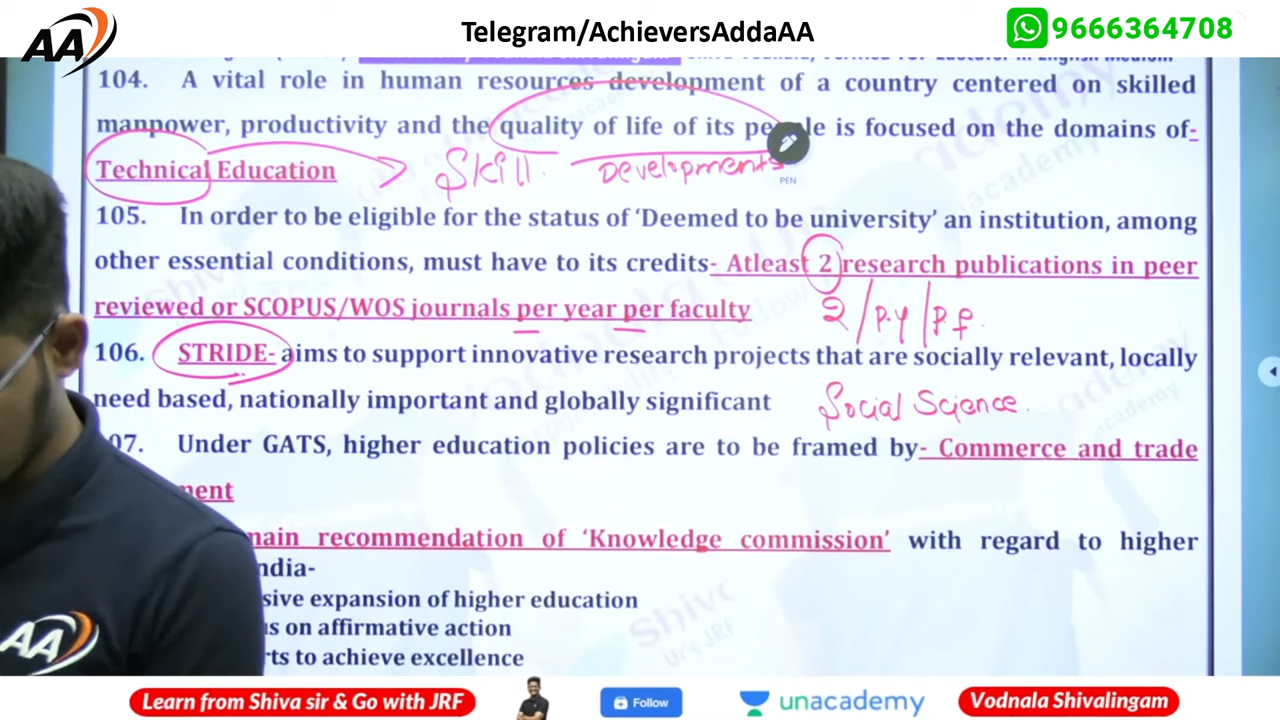 AA Telegram/AchieversAddaAA 9666364708
104. A vital role in human resources development of a country centered on skilled
manpower, productivity and the quality of life of its pe le is focused on the domains of-
Technical Education Skill Developments
PEN
105. In order to be eligible for the status of ‘Deemed to be university’ an institution, among
other essential conditions, must have to its credits- Atleast 2 research publications in peer
reviewed or SCOPUS/WOS journals per year per faculty 2/p.y/p.f.
106. STRIDE- aims to support innovative research projects that are socially relevant, locally
need based, nationally important and globally significant Social Science.
07. Under GATS, higher education policies are to be framed by- Commerce and trade
ment
main recommendation of ‘Knowledge commission’ with regard to higher
ndia-
sive expansion of higher education
s on affirmative action
rts to achieve excellence
AA
Learn from Shiva sir & Go with JRF Follow unacademy Vodnala Shivalingam